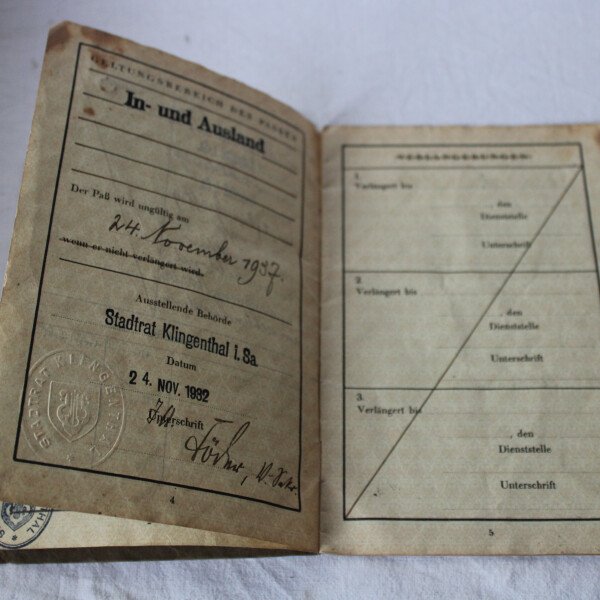 GELTUNGSBEREICH DES PASSES
In- und Ausland
Der Paß wird ungültig am
24. November 1937.
wenn er nicht verlängert wird.
Ausstellende Behörde
Stadtrat Klingenthal i. Sa.
Datum
24. NOV. 1932
Unterschrift
STADTRAT KLINGENTHAL
4
VERLÄNGERUNGEN
1.
Verlängert bis
, den
Dienststelle
Unterschrift
2.
Verlängert bis
, den
Dienststelle
Unterschrift
3.
Verlängert bis
, den
Dienststelle
Unterschrift
5